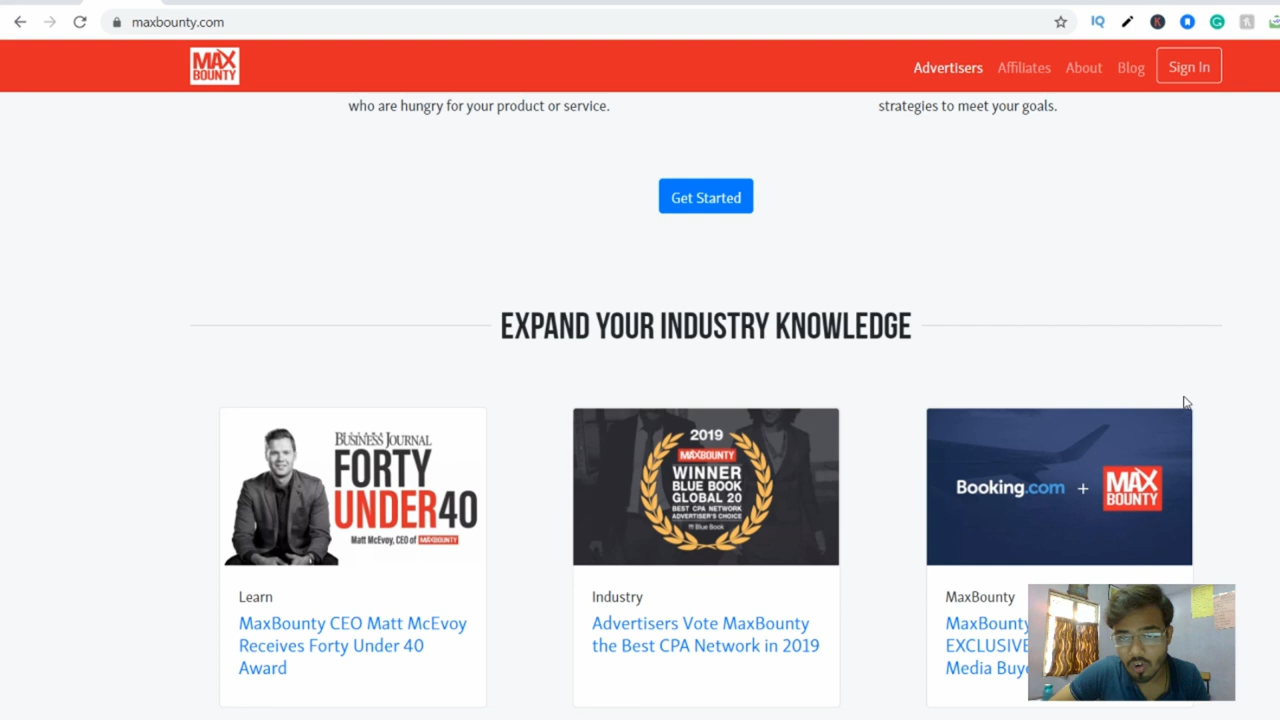 maxbounty.com
IQ
K
MAX
BOUNTY
Advertisers
Affiliates
About
Blog
Sign In
who are hungry for your product or service.
strategies to meet your goals.
Get Started
EXPAND YOUR INDUSTRY KNOWLEDGE
BUSINESS JOURNAL
FORTY
UNDER40
Matt McEvoy, CEO of MAXBOUNTY
2019
MAXBOUNTY
WINNER
BLUE BOOK
GLOBAL 20
BEST CPA NETWORK
ADVERTISER'S CHOICE
Blue Book
Booking.com +
MAX
BOUNTY
Learn
MaxBounty CEO Matt McEvoy
Receives Forty Under 40
Award
Industry
Advertisers Vote MaxBounty
the Best CPA Network in 2019
MaxBounty
MaxBounty
EXCLUSIVE
Media Buye